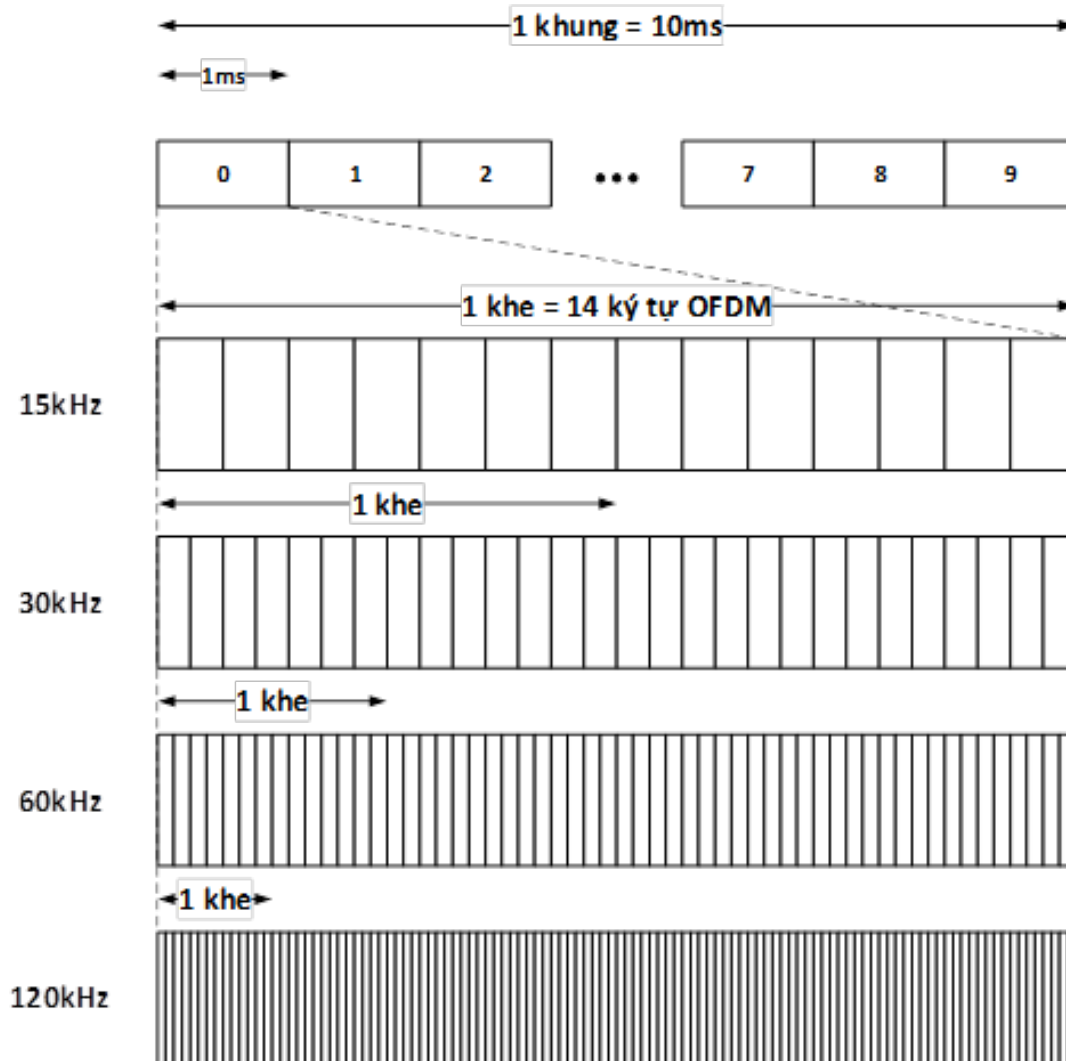 1 khung = 10ms
1ms
0 1 2 ••• 7 8 9
1 khe = 14 ký tự OFDM
15kHz
1 khe
30kHz
1 khe
60kHz
1 khe
120kHz